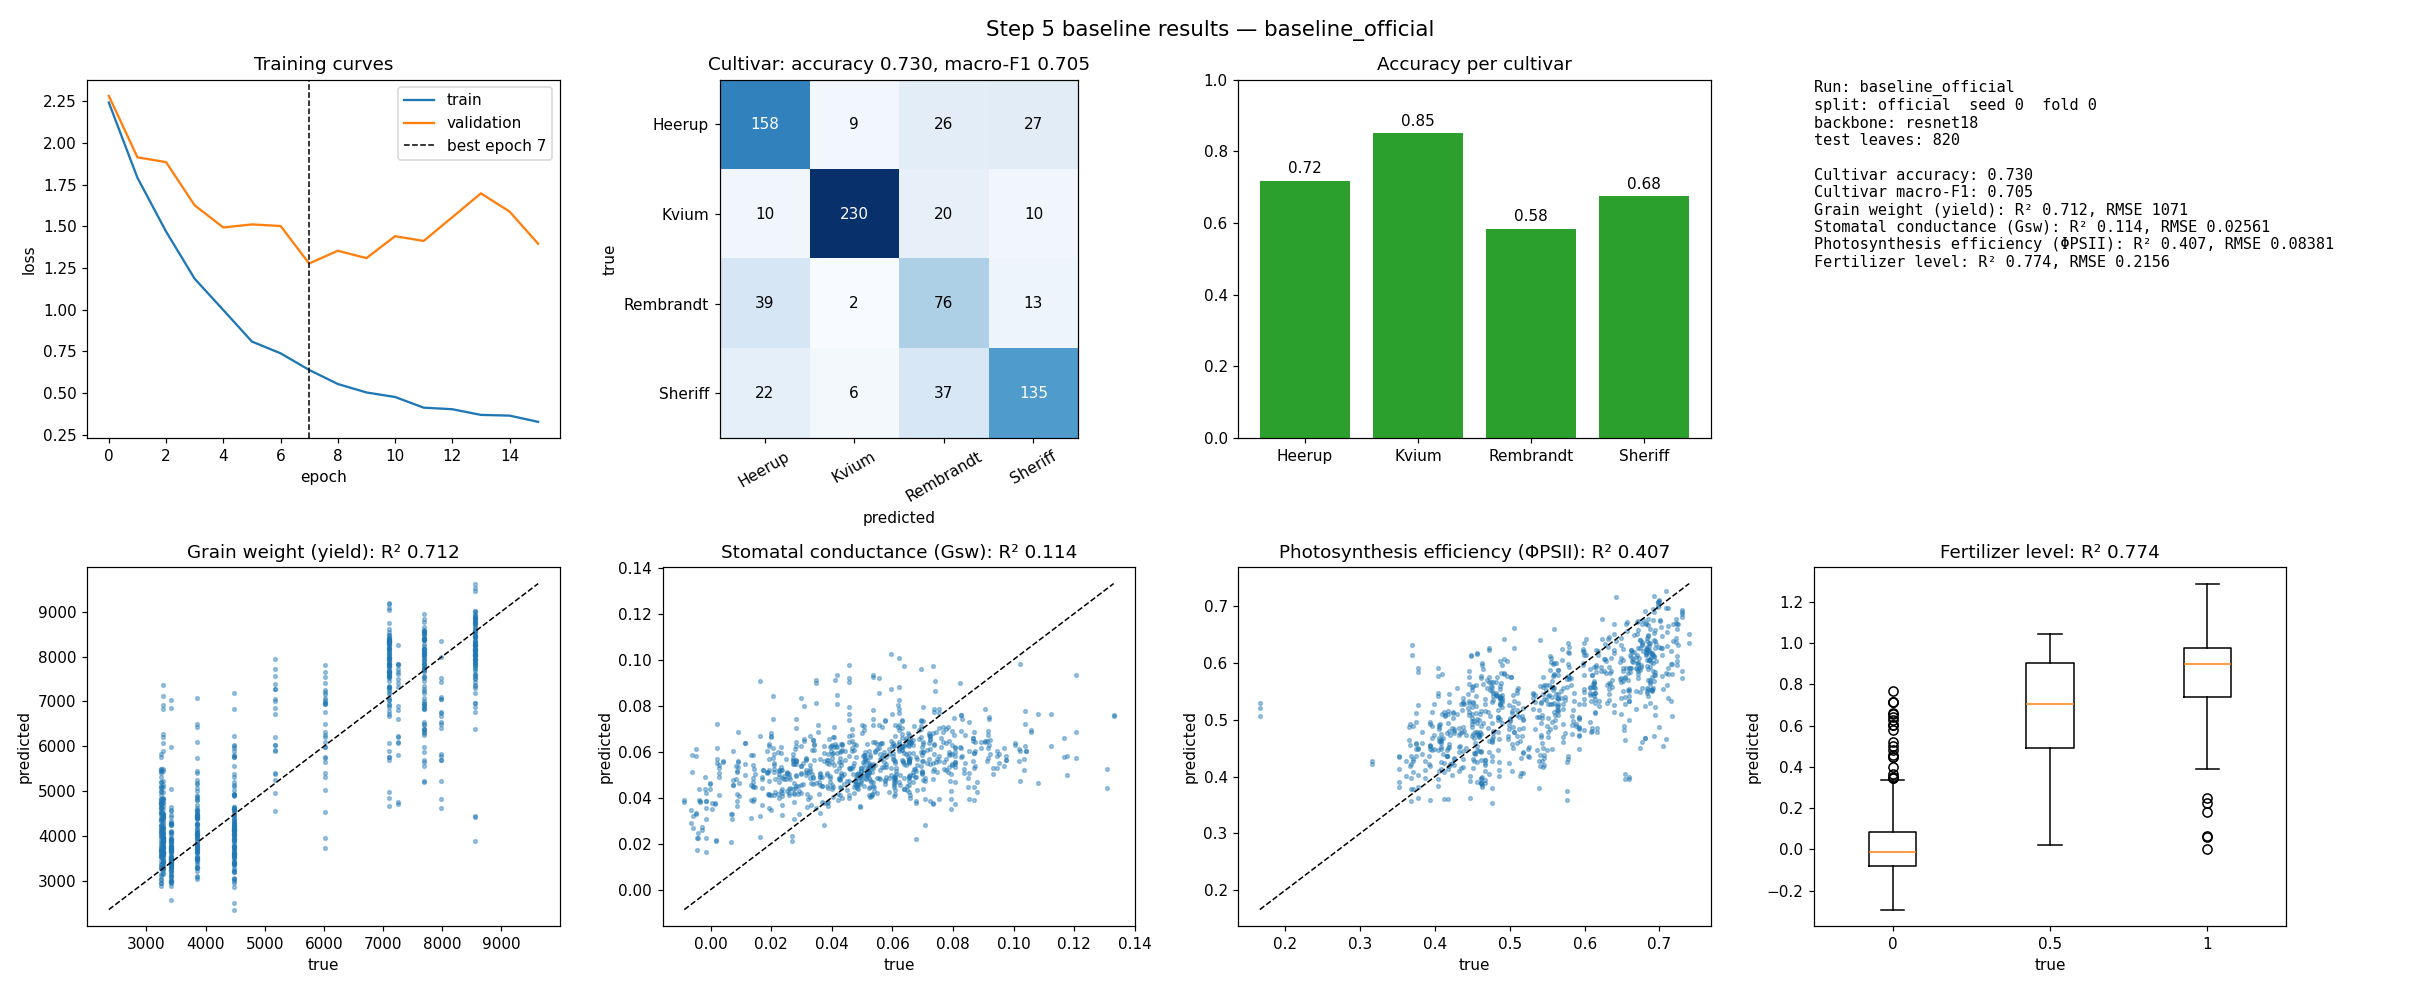 Step 5 baseline results — baseline_official
Training curves
2.25
2.00
1.75
1.50
1.25
1.00
0.75
0.50
0.25
loss
0 2 4 6 8 10 12 14
epoch
train
validation
best epoch 7
Cultivar: accuracy 0.730, macro-F1 0.705
true
Heerup 158 9 26 27
Kvium 10 230 20 10
Rembrandt 39 2 76 13
Sheriff 22 6 37 135
Heerup Kvium Rembrandt Sheriff
predicted
Accuracy per cultivar
1.0
0.8
0.6
0.4
0.2
0.0
0.72 0.85 0.58 0.68
Heerup Kvium Rembrandt Sheriff
Run: baseline_official
split: official  seed 0  fold 0
backbone: resnet18
test leaves: 820
Cultivar accuracy: 0.730
Cultivar macro-F1: 0.705
Grain weight (yield): R² 0.712, RMSE 1071
Stomatal conductance (Gsw): R² 0.114, RMSE 0.02561
Photosynthesis efficiency (ΦPSII): R² 0.407, RMSE 0.08381
Fertilizer level: R² 0.774, RMSE 0.2156
Grain weight (yield): R² 0.712
9000
8000
7000
6000
5000
4000
3000
predicted
3000 4000 5000 6000 7000 8000 9000
true
Stomatal conductance (Gsw): R² 0.114
0.14
0.12
0.10
0.08
0.06
0.04
0.02
0.00
predicted
0.00 0.02 0.04 0.06 0.08 0.10 0.12 0.14
true
Photosynthesis efficiency (ΦPSII): R² 0.407
0.7
0.6
0.5
0.4
0.3
0.2
predicted
0.2 0.3 0.4 0.5 0.6 0.7
true
Fertilizer level: R² 0.774
1.2
1.0
0.8
0.6
0.4
0.2
0.0
−0.2
predicted
0 0.5 1
true